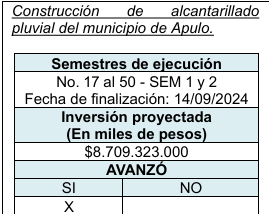 Construcción de alcantarillado
pluvial del municipio de Apulo.
Semestres de ejecución
No. 17 al 50 - SEM 1 y 2
Fecha de finalización: 14/09/2024
Inversión proyectada
(En miles de pesos)
$8.709.323.000
AVANZÓ
SI NO
X